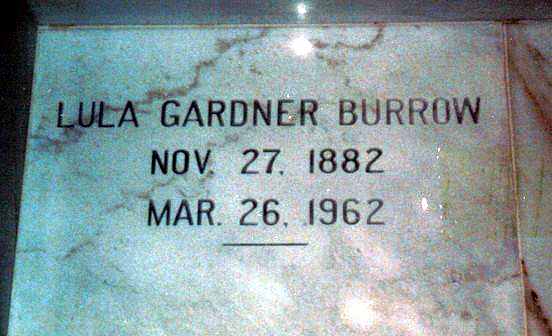 LULA GARDNER BURROW
NOV. 27, 1882
MAR. 26, 1962